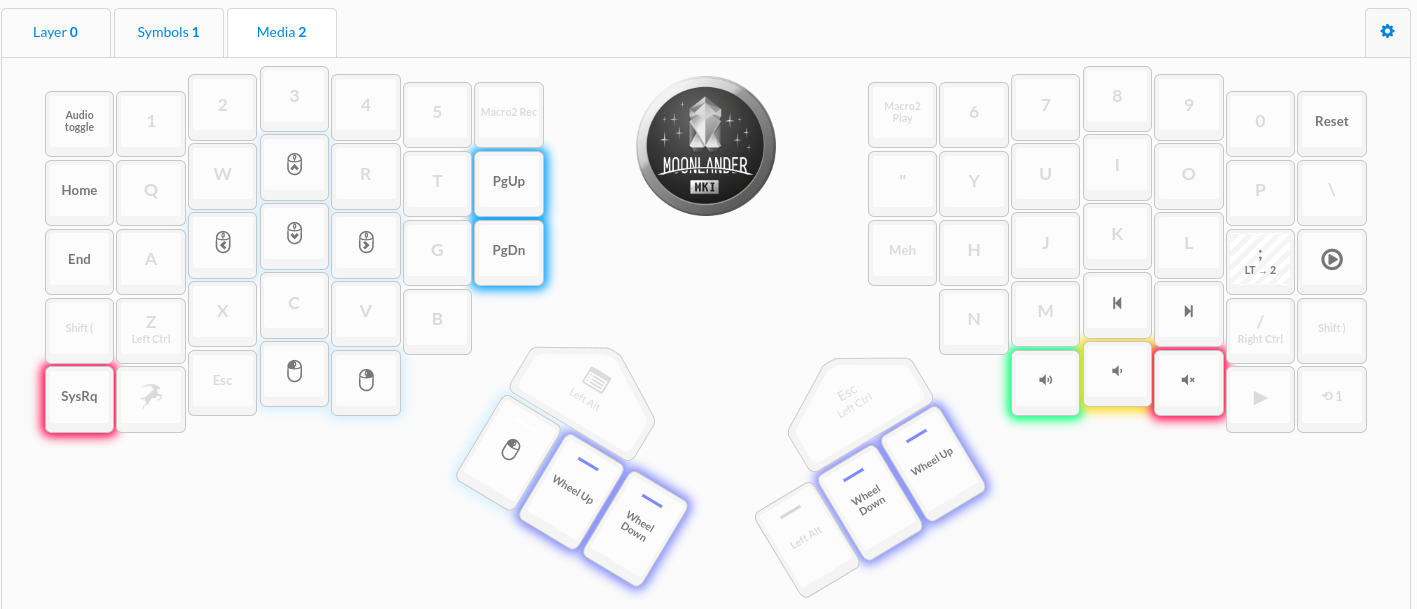 Layer 0
Symbols 1
Media 2
Audio
toggle
1
2
3
4
5
Macro2 Rec
Macro2
Play
6
7
8
9
0
Reset
Home
Q
W
R
T
PgUp
MOONLANDER
MKI
"
Y
U
I
O
P
\
End
A
G
PgDn
Meh
H
J
K
L
;
LT → 2
Shift (
Z
Left Ctrl
X
C
V
B
N
M
/
Right Ctrl
Shift )
SysRq
Esc
Left Alt
Esc
Left Ctrl
1
Wheel Up
Wheel
Down
Left Alt
Wheel
Down
Wheel Up